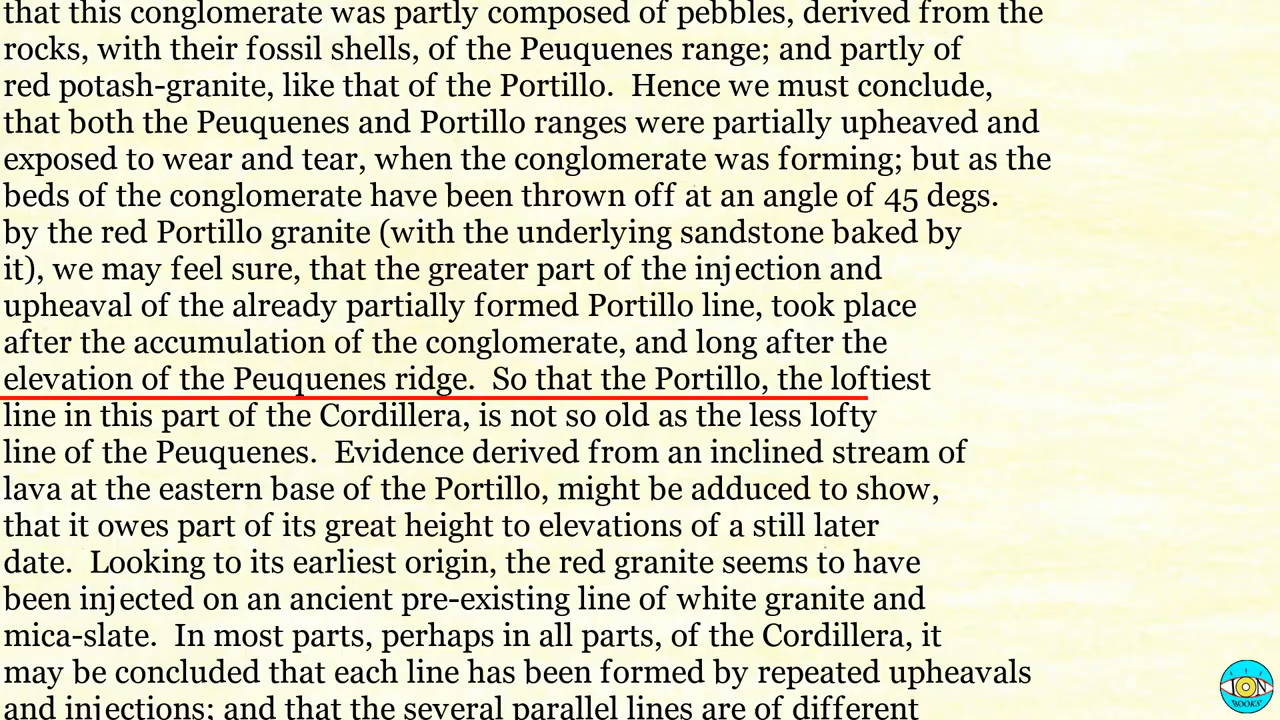 that this conglomerate was partly composed of pebbles, derived from the
rocks, with their fossil shells, of the Peuquenes range; and partly of
red potash-granite, like that of the Portillo.  Hence we must conclude,
that both the Peuquenes and Portillo ranges were partially upheaved and
exposed to wear and tear, when the conglomerate was forming; but as the
beds of the conglomerate have been thrown off at an angle of 45 degs.
by the red Portillo granite (with the underlying sandstone baked by
it), we may feel sure, that the greater part of the injection and
upheaval of the already partially formed Portillo line, took place
after the accumulation of the conglomerate, and long after the
elevation of the Peuquenes ridge.  So that the Portillo, the loftiest
line in this part of the Cordillera, is not so old as the less lofty
line of the Peuquenes.  Evidence derived from an inclined stream of
lava at the eastern base of the Portillo, might be adduced to show,
that it owes part of its great height to elevations of a still later
date.  Looking to its earliest origin, the red granite seems to have
been injected on an ancient pre-existing line of white granite and
mica-slate.  In most parts, perhaps in all parts, of the Cordillera, it
may be concluded that each line has been formed by repeated upheavals
and injections; and that the several parallel lines are of different
ION
BOOKS